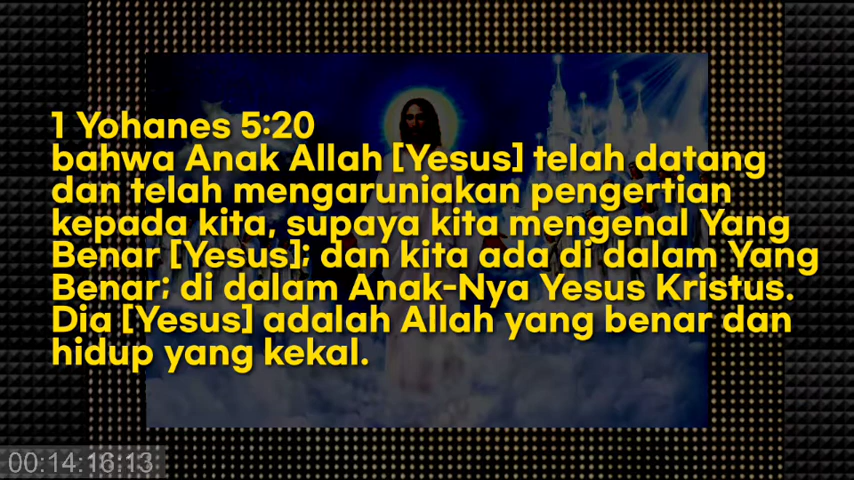 1 Yohanes 5:20
bahwa Anak Allah [Yesus] telah datang
dan telah mengaruniakan pengertian
kepada kita, supaya kita mengenal Yang
Benar [Yesus]; dan kita ada di dalam Yang
Benar; di dalam Anak-Nya Yesus Kristus.
Dia [Yesus] adalah Allah yang benar dan
hidup yang kekal.
00:14:16:13